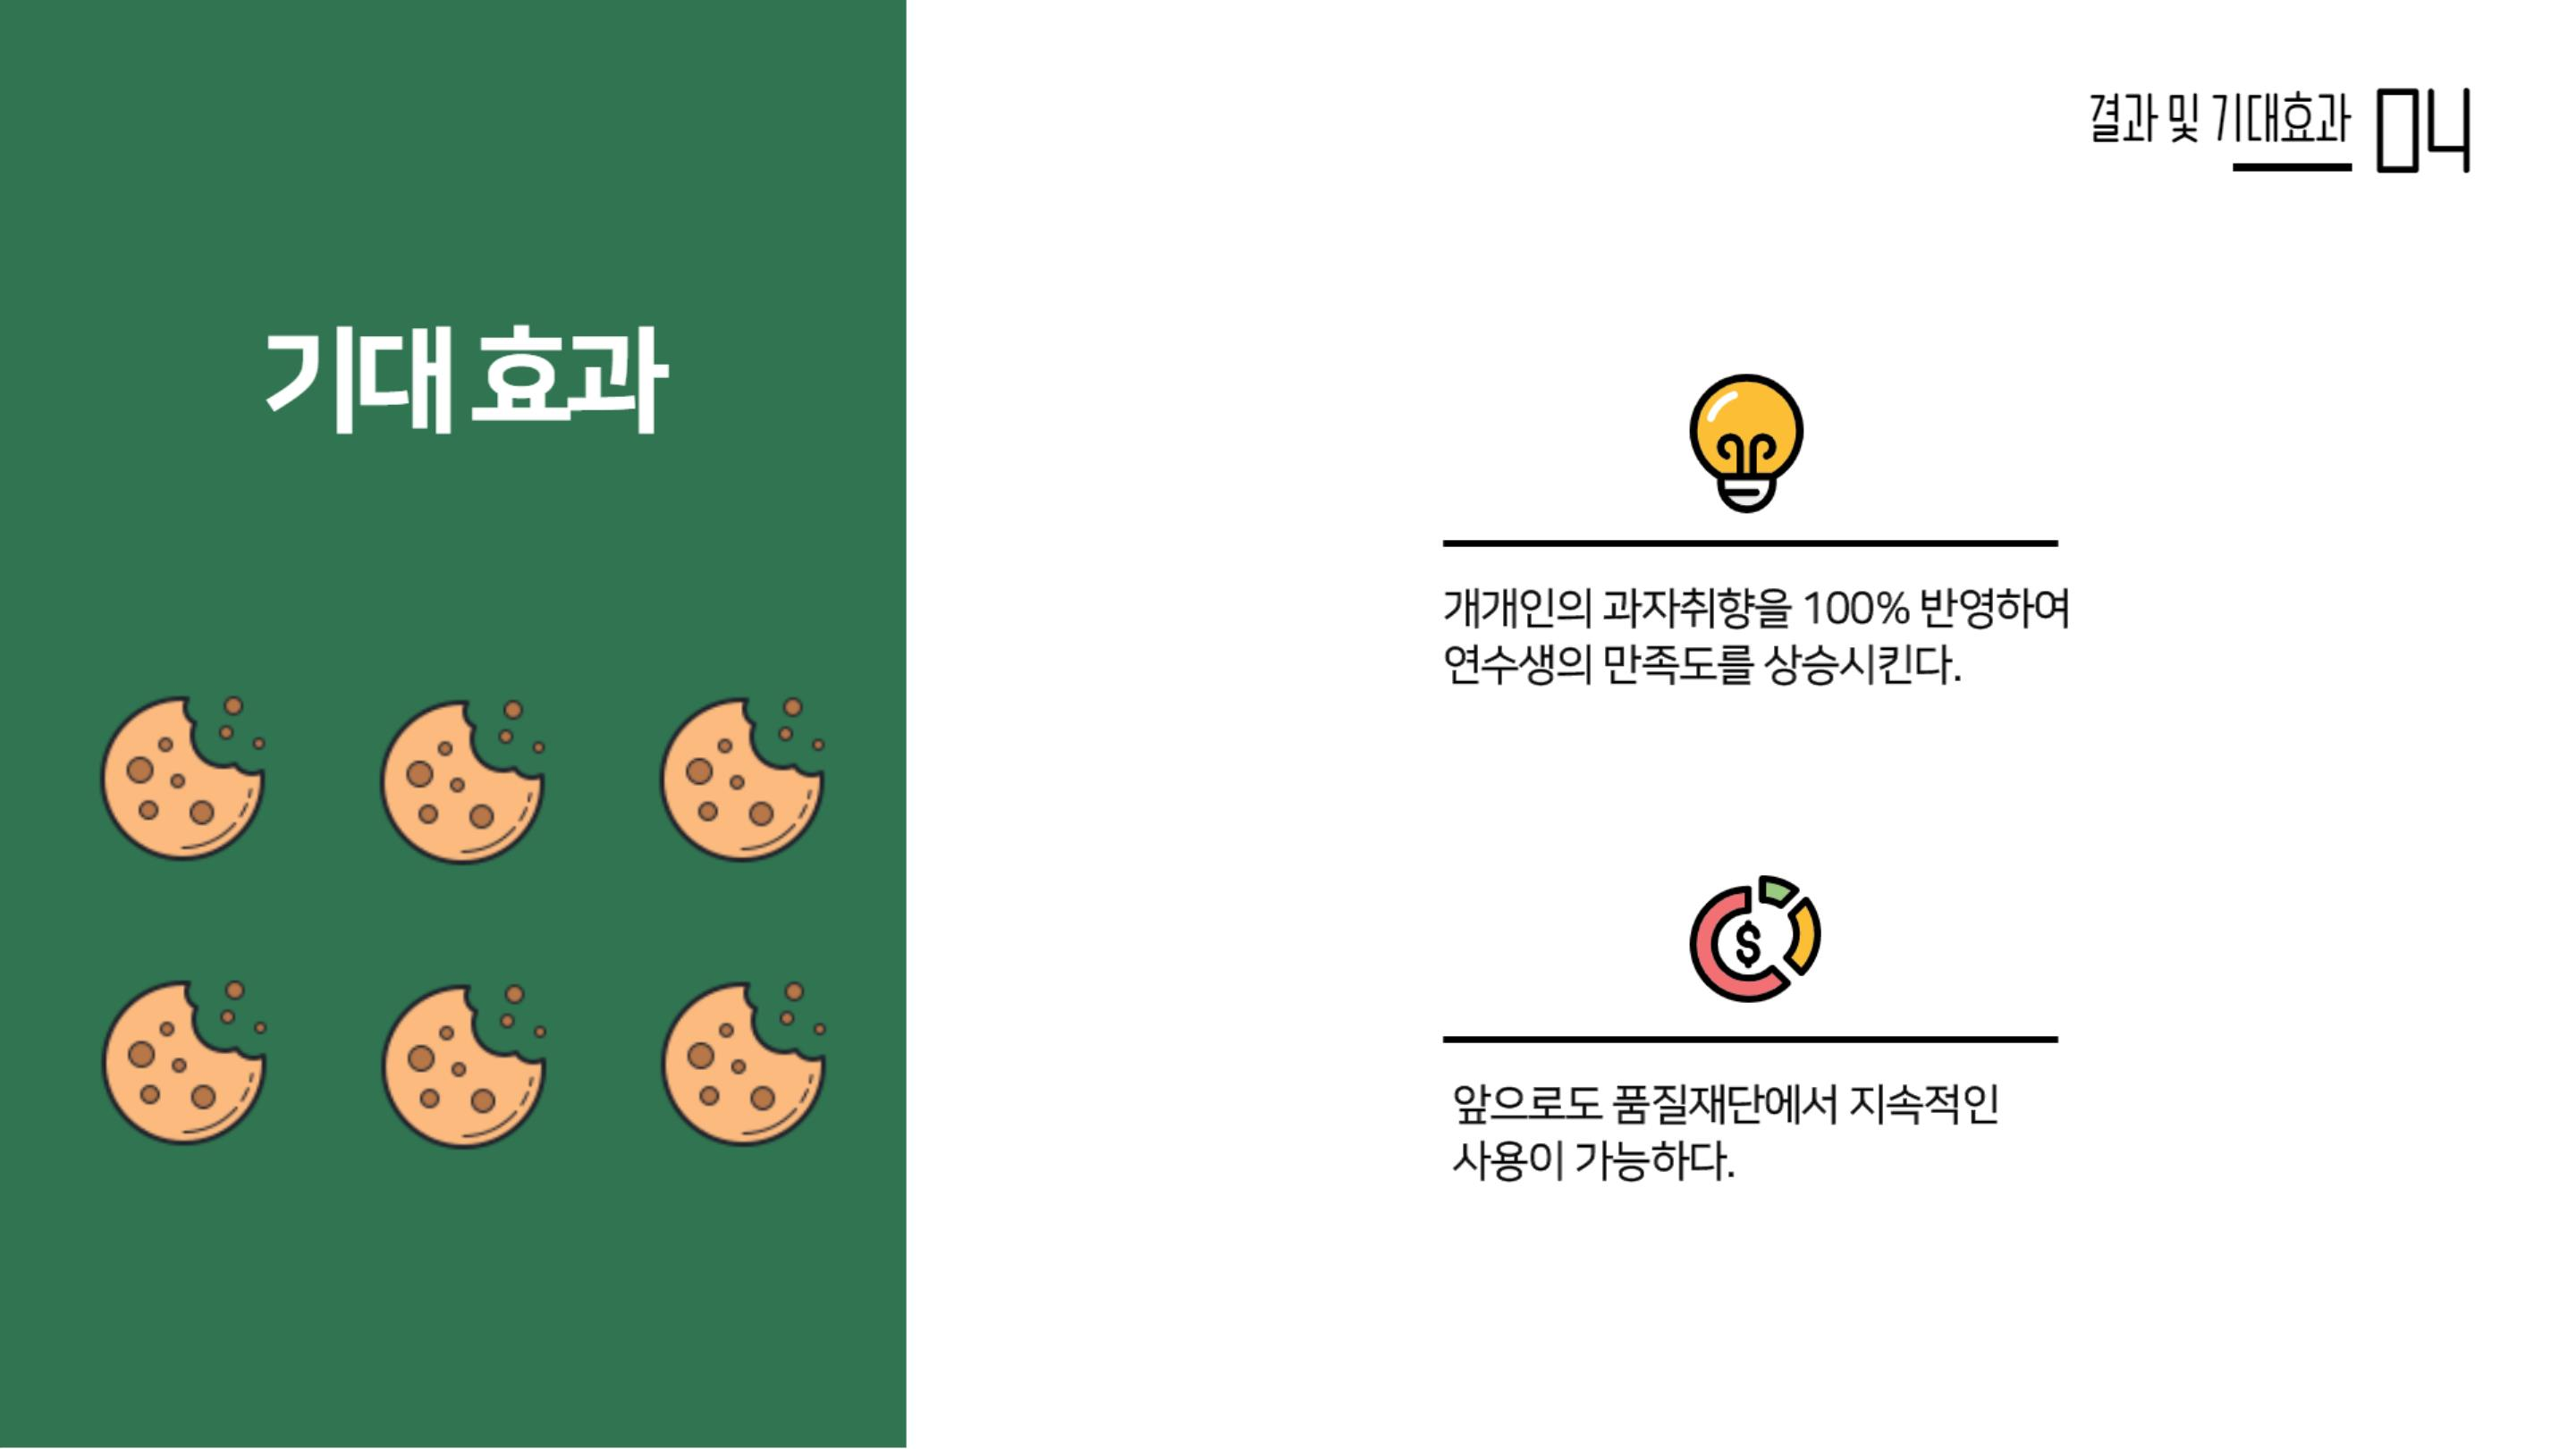 결과 및 기대효과 04
기대 효과
개개인의 과자취향을 100% 반영하여
연수생의 만족도를 상승시킨다.
$
앞으로도 품질재단에서 지속적인
사용이 가능하다.